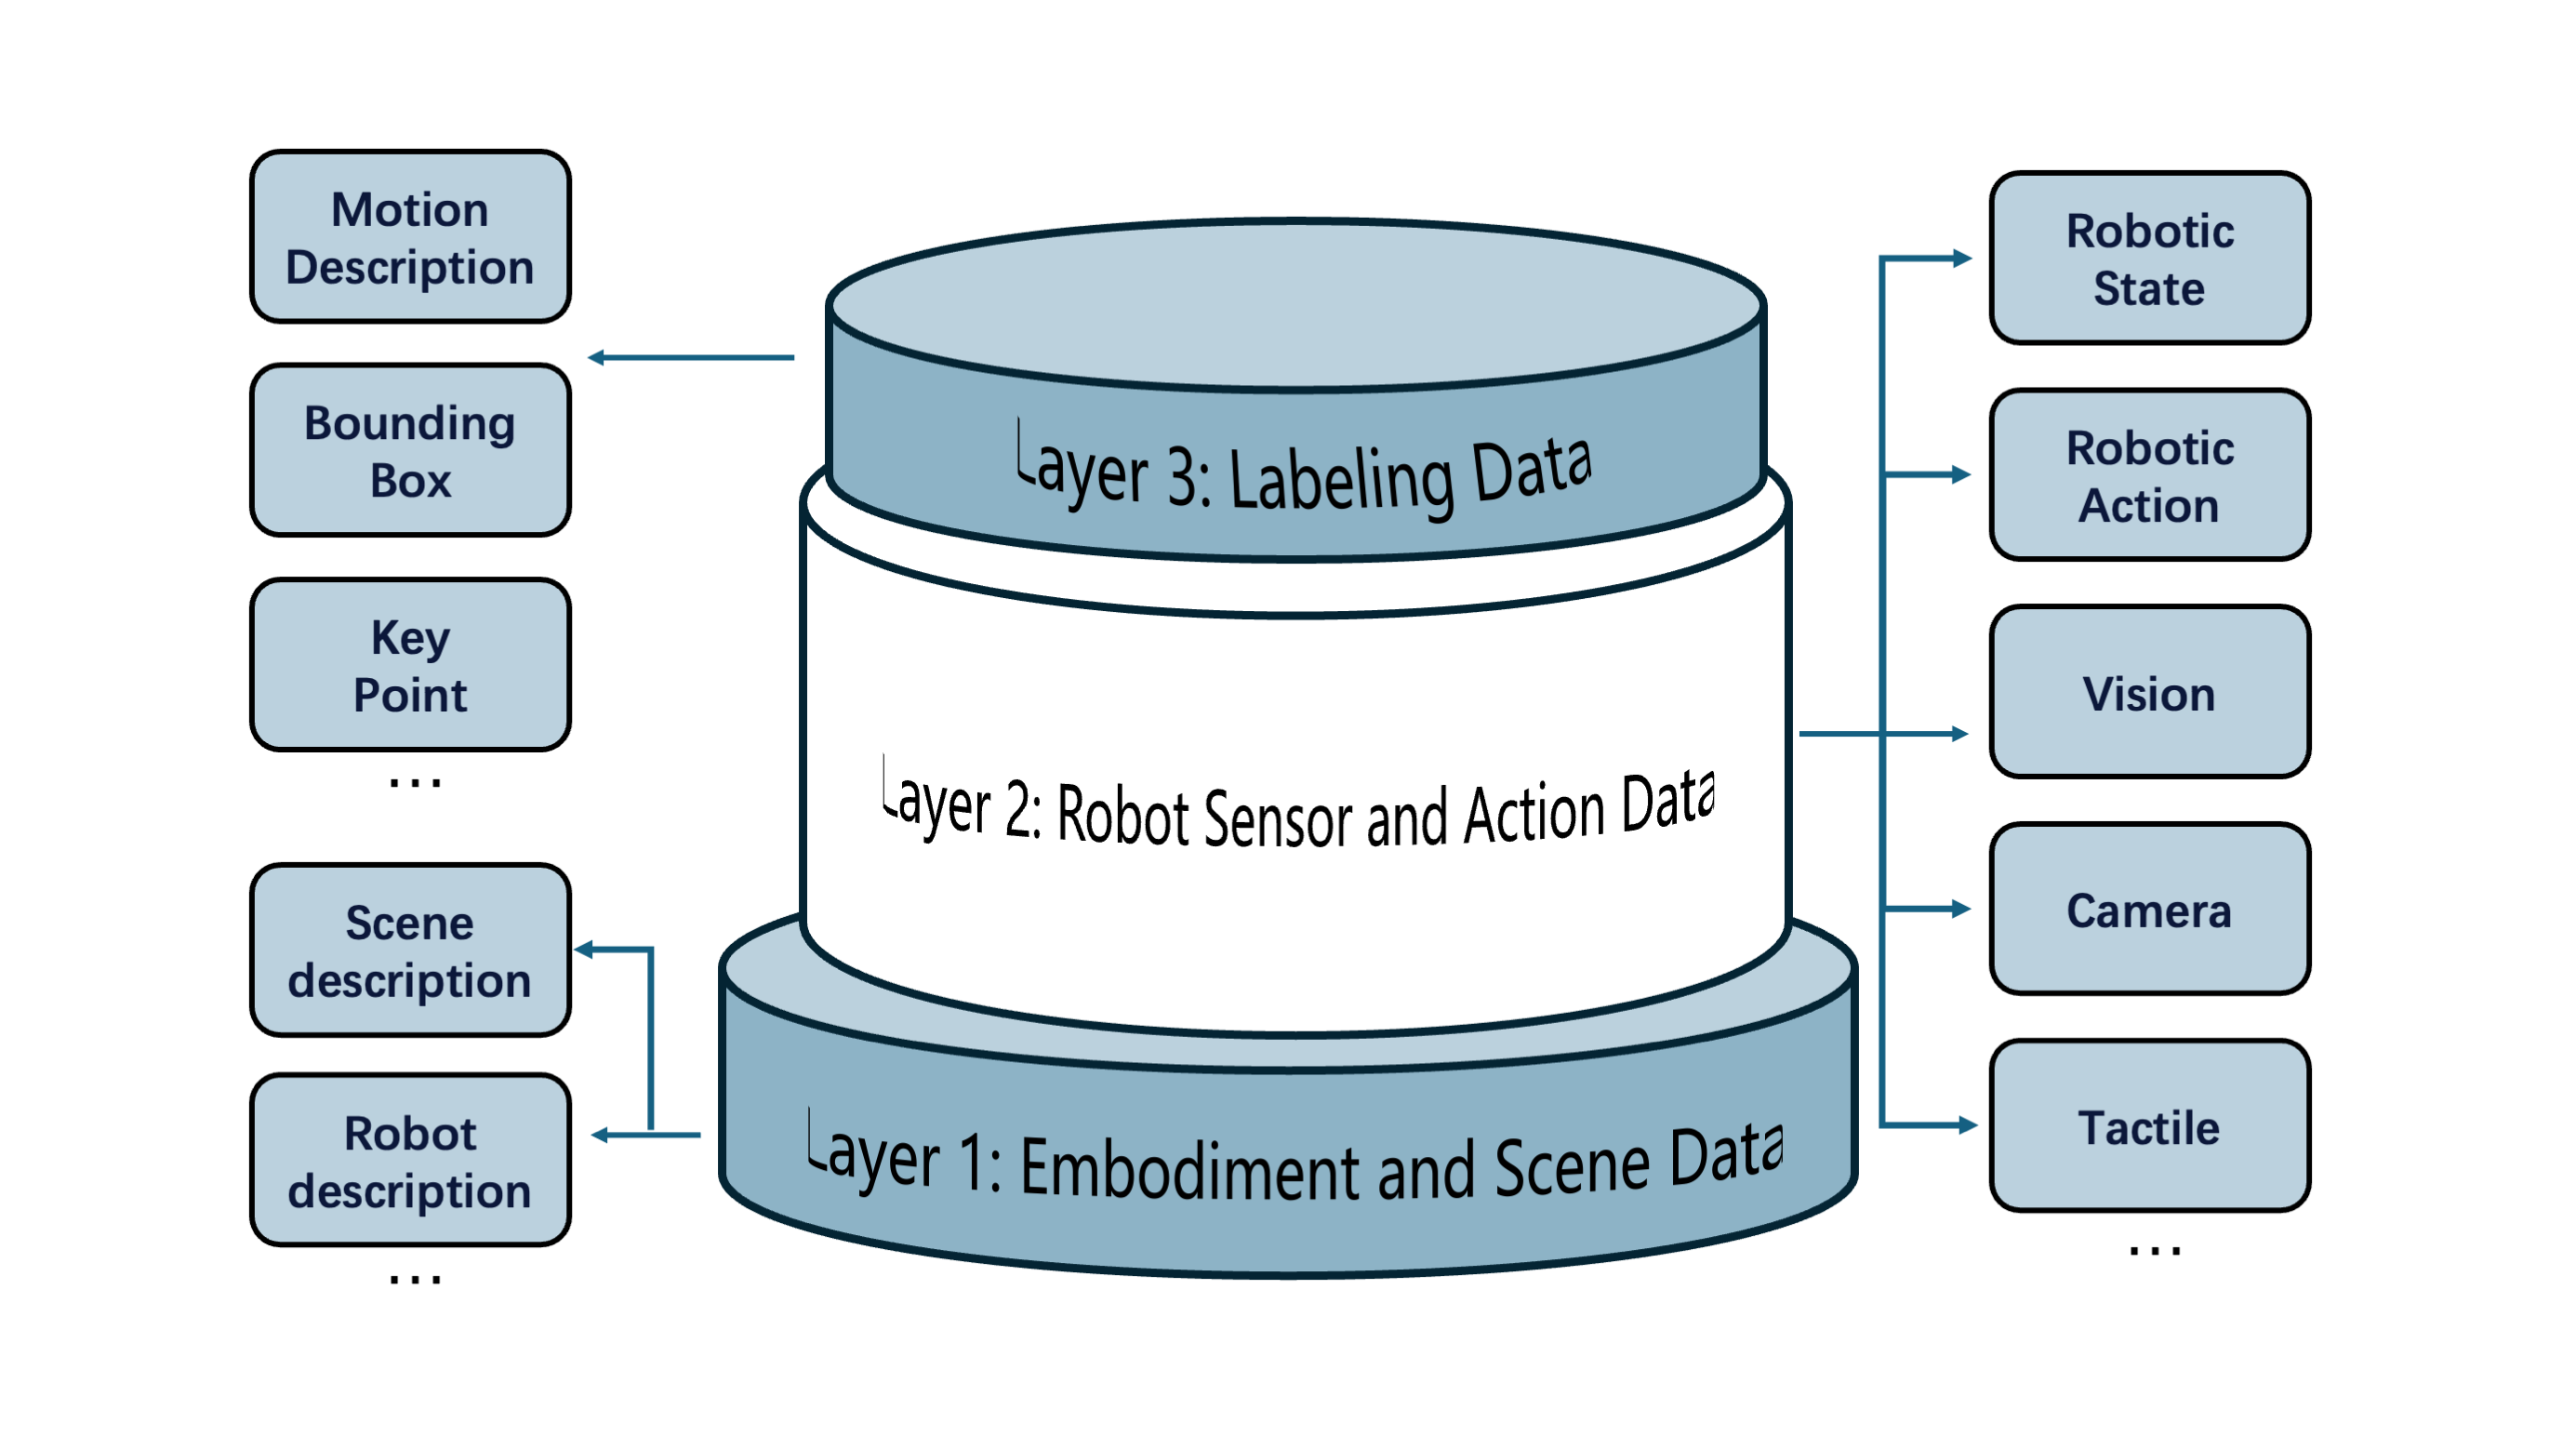 Motion
Description
Bounding
Box
Key
Point
...
Scene
description
Robot
description
...
Layer 3: Labeling Data
Layer 2: Robot Sensor and Action Data
Layer 1: Embodiment and Scene Data
Robotic
State
Robotic
Action
Vision
Camera
Tactile
...